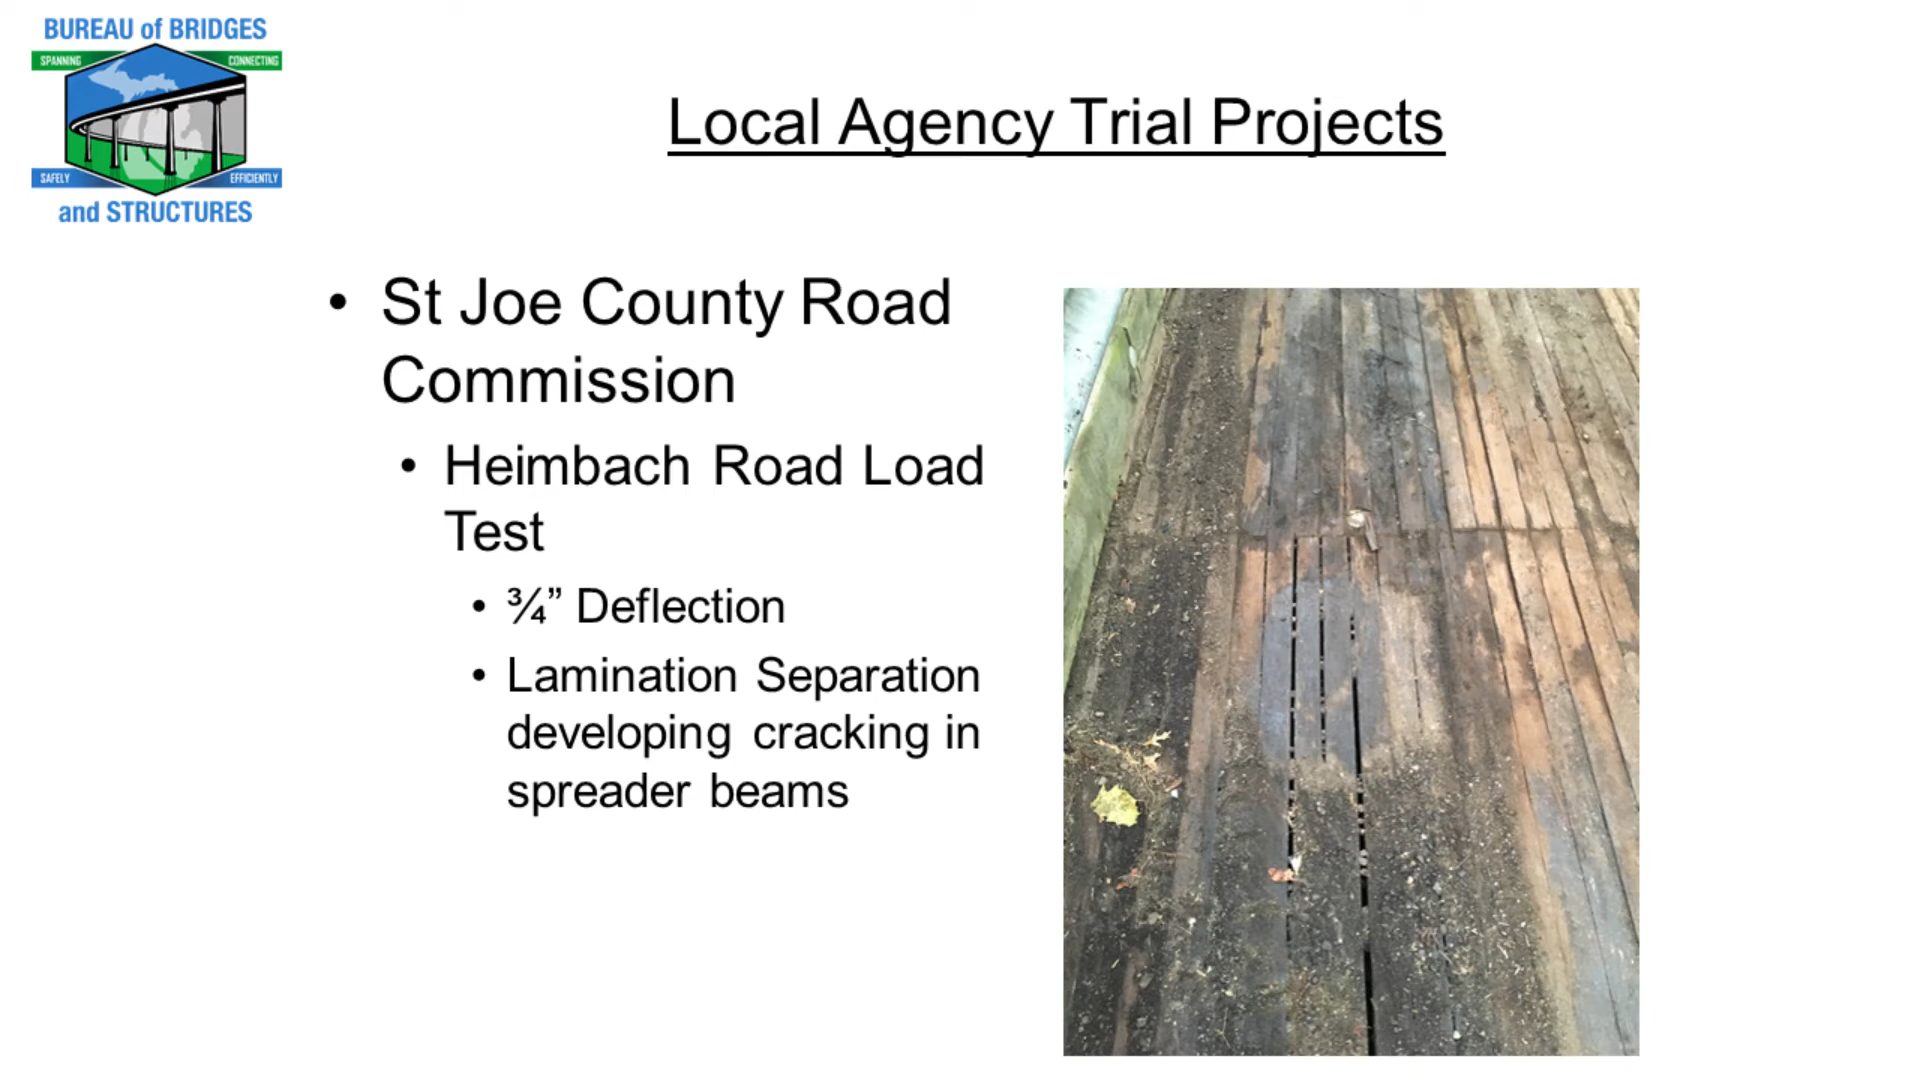 BUREAU of BRIDGES
SPANNING
CONNECTING
SAFELY
EFFICIENTLY
and STRUCTURES
Local Agency Trial Projects
• St Joe County Road
Commission
• Heimbach Road Load
Test
• ¾” Deflection
• Lamination Separation
developing cracking in
spreader beams